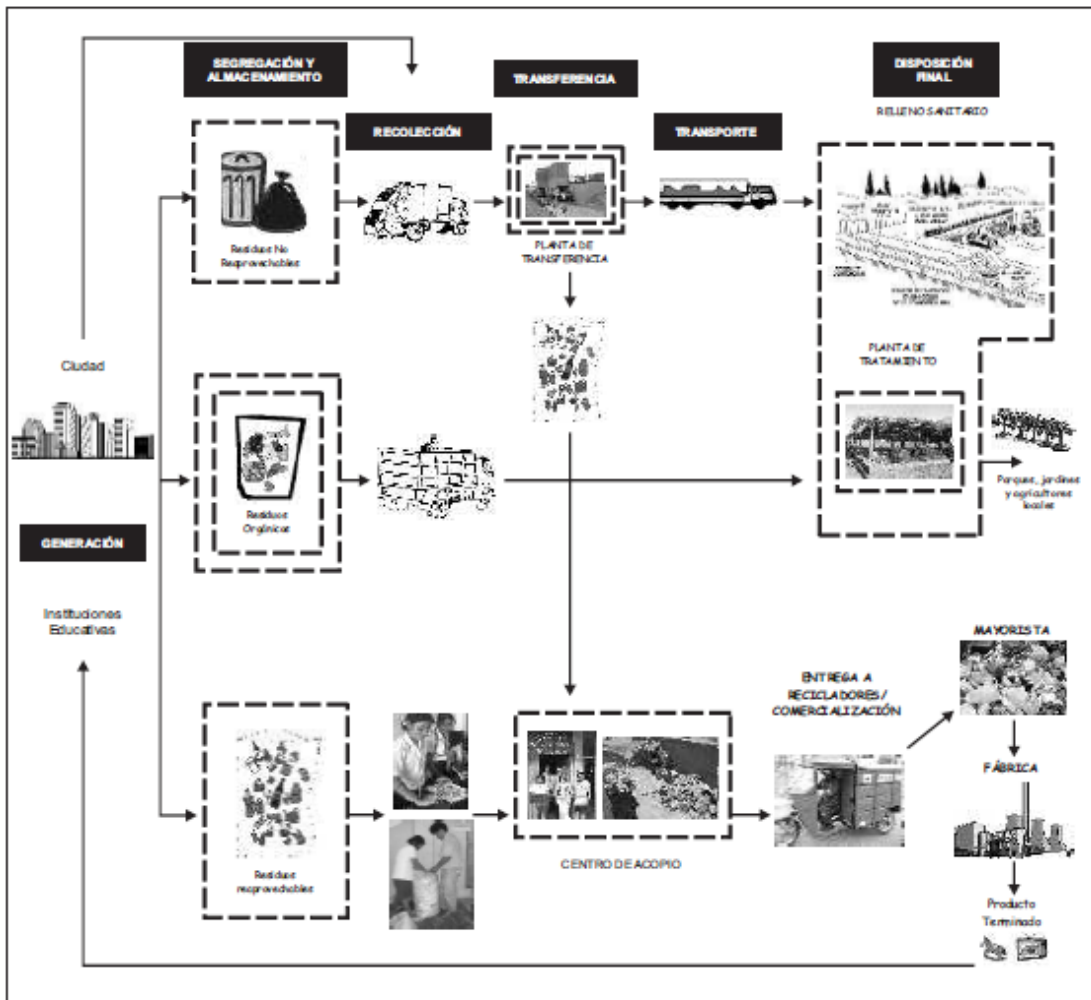 SEGREGACIÓN Y
ALMACENAMIENTO
RECOLECCIÓN
TRANSFERENCIA
TRANSPORTE
DISPOSICIÓN
FINAL
RELLENO SANITARIO
Residuos No
Reaprovechables
PLANTA DE
TRANSFERENCIA
Ciudad
PLANTA DE
TRATAMIENTO
Residuos
Orgánicos
Parques, jardines
y agricultores
locales
GENERACIÓN
Instituciones
Educativas
MAYORISTA
ENTREGA A
RECICLADORES/
COMERCIALIZACIÓN
FÁBRICA
Residuos
reaprovechables
CENTRO DE ACOPIO
Producto
Terminado